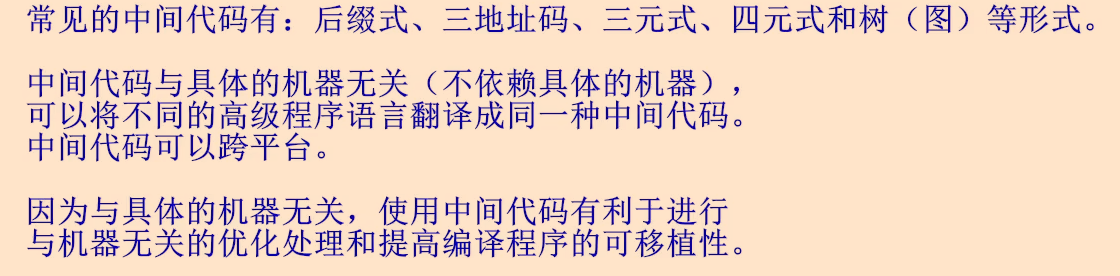 常见的中间代码有：后缀式、三地址码、三元式、四元式和树（图）等形式。
中间代码与具体的机器无关（不依赖具体的机器），
可以将不同的高级程序语言翻译成同一种中间代码。
中间代码可以跨平台。
因为与具体的机器无关，使用中间代码有利于进行
与机器无关的优化处理和提高编译程序的可移植性。